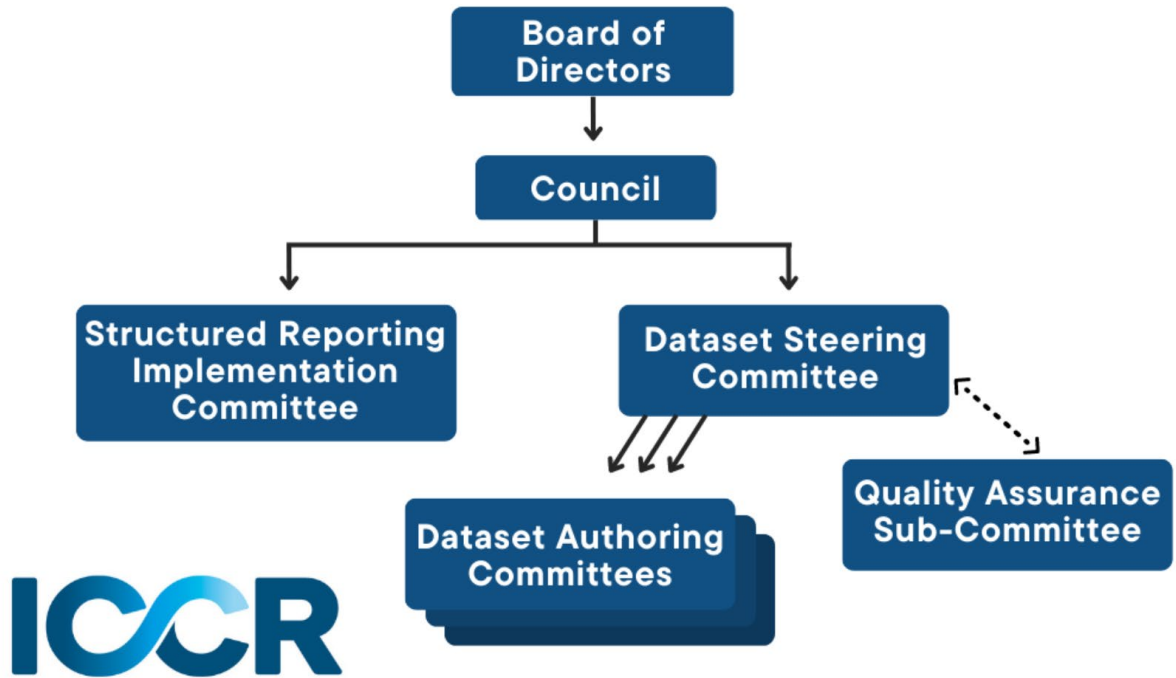 Board of
Directors
Council
Structured Reporting
Implementation
Committee
Dataset Steering
Committee
Quality Assurance
Sub-Committee
Dataset Authoring
Committees
ICCR